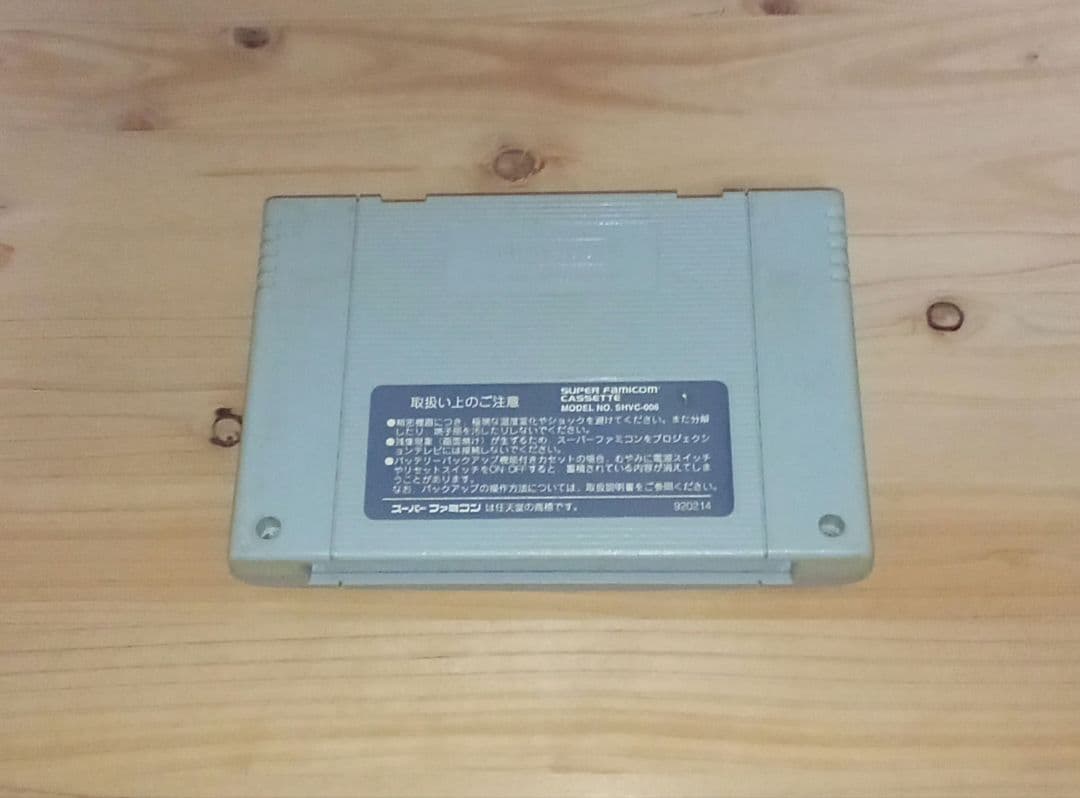 取扱い上のご注意
SUPER FAMICOM
CASSETTE
MODEL NO. SHVC-006
●精密機器につき、極端な温度変化やショックを避けてください。また分解
したり、端子部を汚したりしないでください。
●残像現象（画面焼け）が生ずるため、スーパーファミコンをプロジェクシ
ョンテレビには接続しないでください。
●バッテリーバックアップ機能付きカセットの場合、むやみに電源スイッチ
やリセットスイッチをON OFFすると、蓄積されている内容が消えてしま
うことがあります。
なお、バックアップの操作方法については、取扱説明書をご参照ください。
スーパーファミコンは任天堂の商標です。
920214